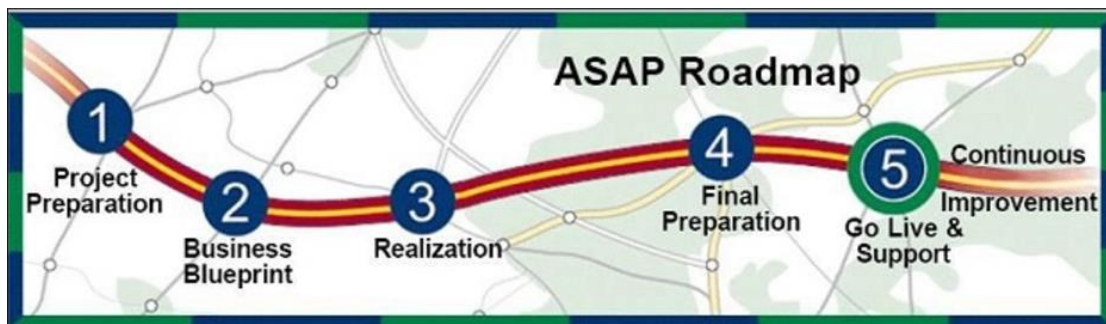 ASAP Roadmap
1
Project
Preparation
2
Business
Blueprint
3
Realization
4
Final
Preparation
5
Go Live &
Support
Continuous
Improvement